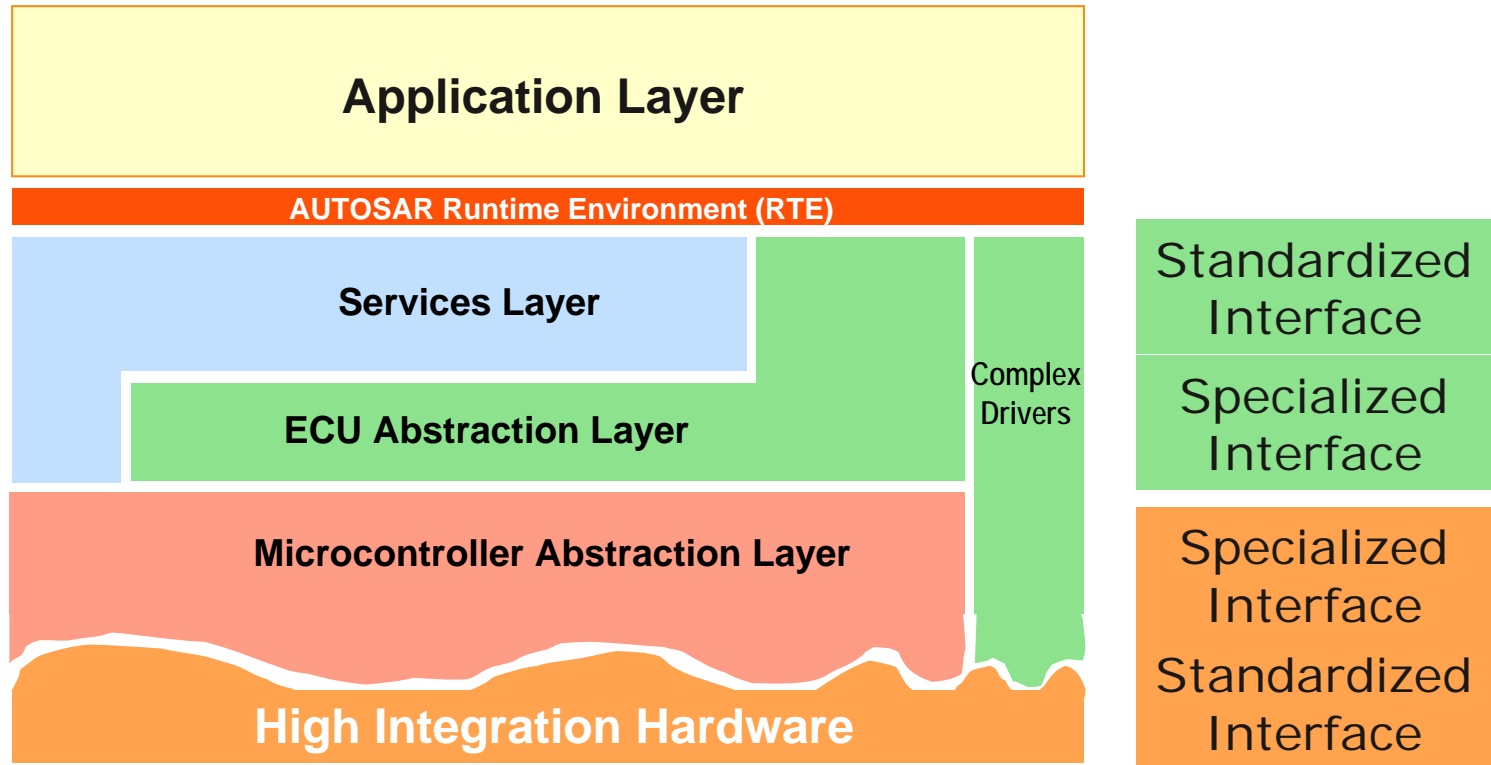 Application Layer
AUTOSAR Runtime Environment (RTE)
Services Layer
ECU Abstraction Layer
Complex
Drivers
Microcontroller Abstraction Layer
High Integration Hardware
Standardized
Interface
Specialized
Interface
Specialized
Interface
Standardized
Interface